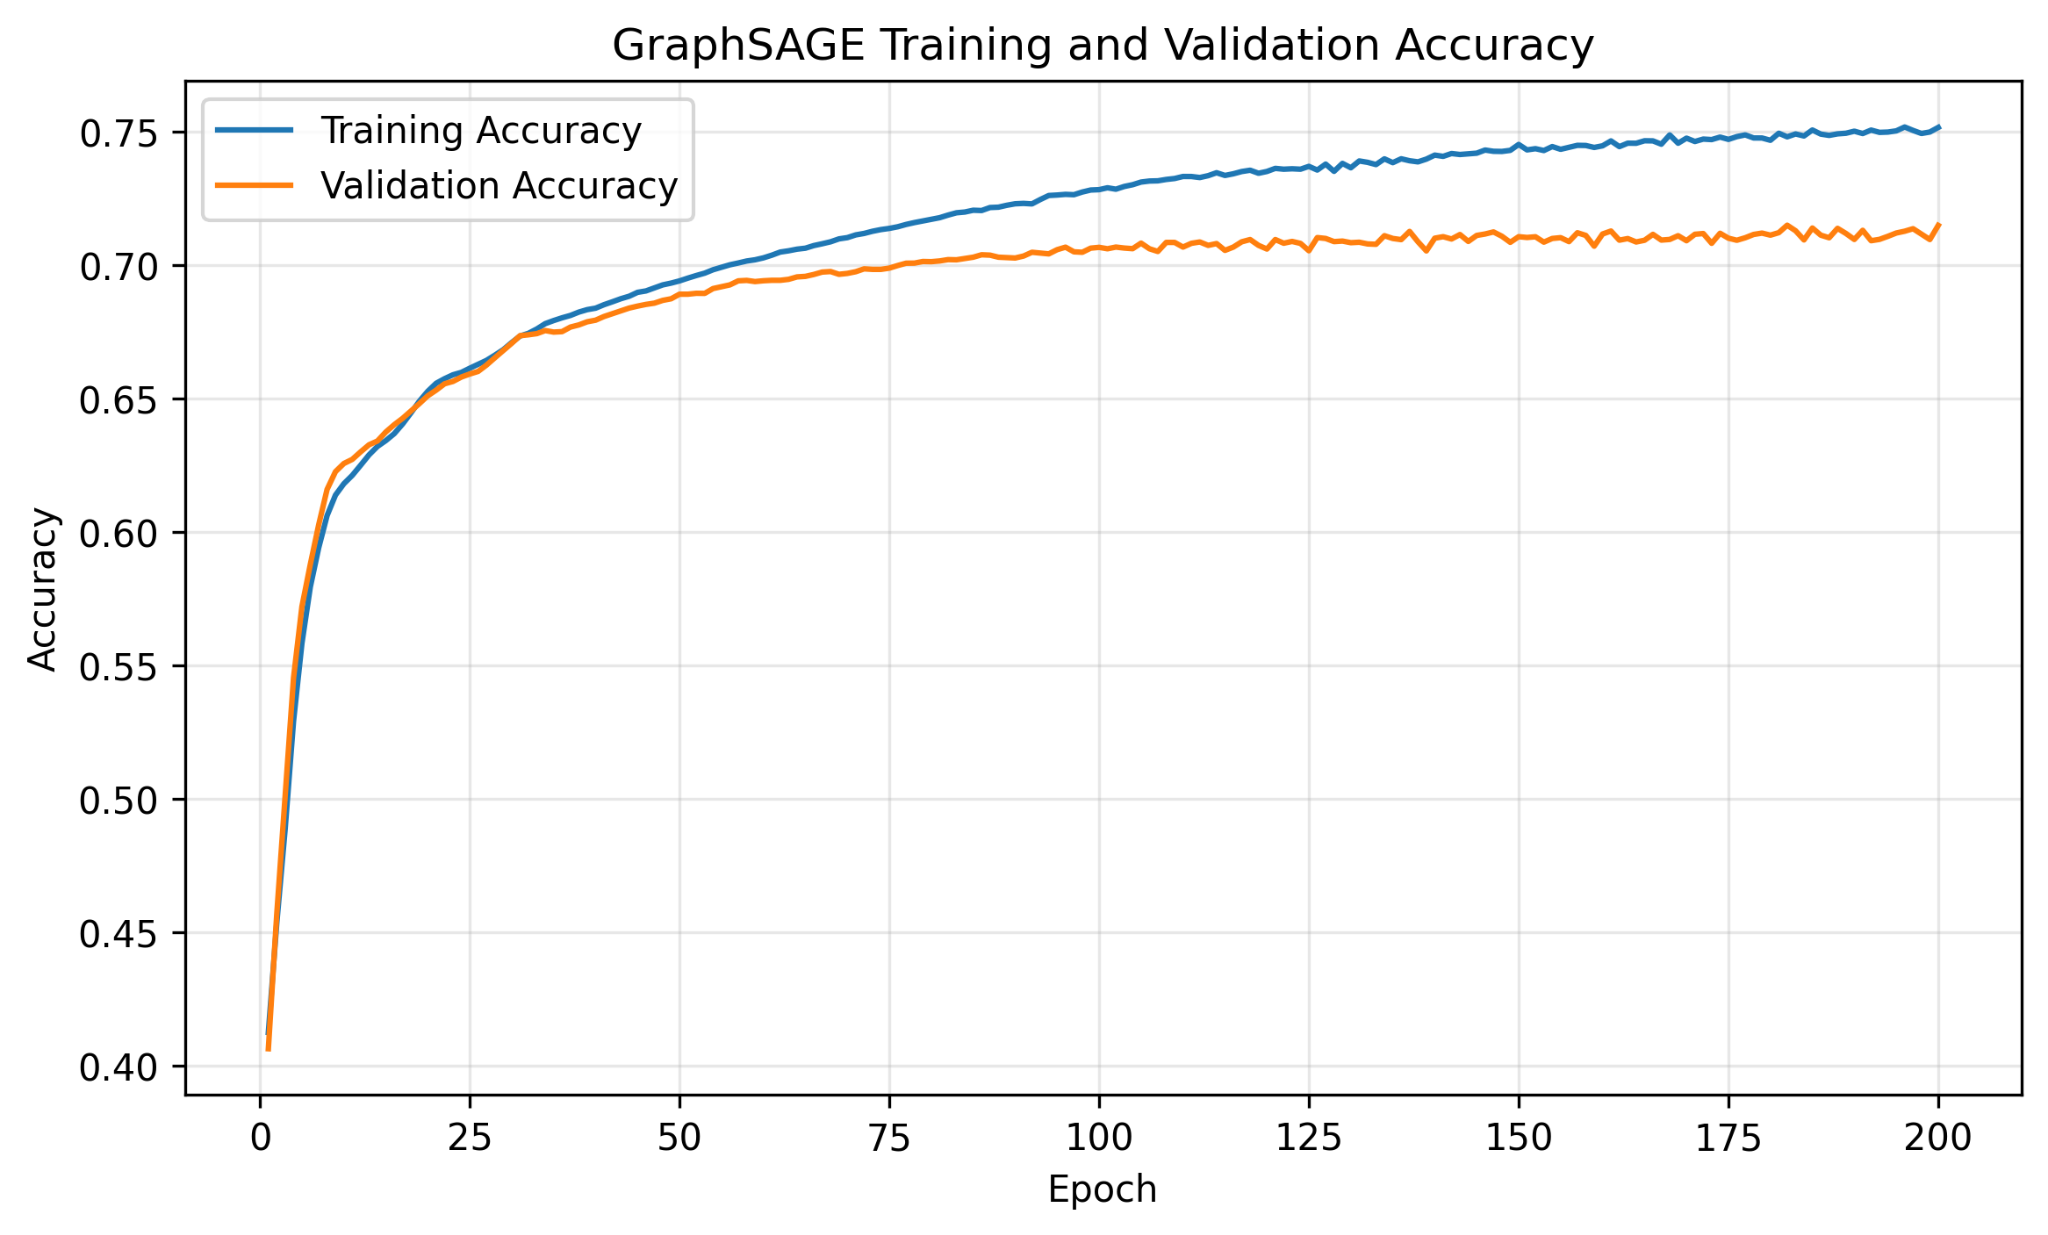 GraphSAGE Training and Validation Accuracy
Training Accuracy
Validation Accuracy
0.75
0.70
0.65
0.60
0.55
0.50
0.45
0.40
Accuracy
0 25 50 75 100 125 150 175 200
Epoch